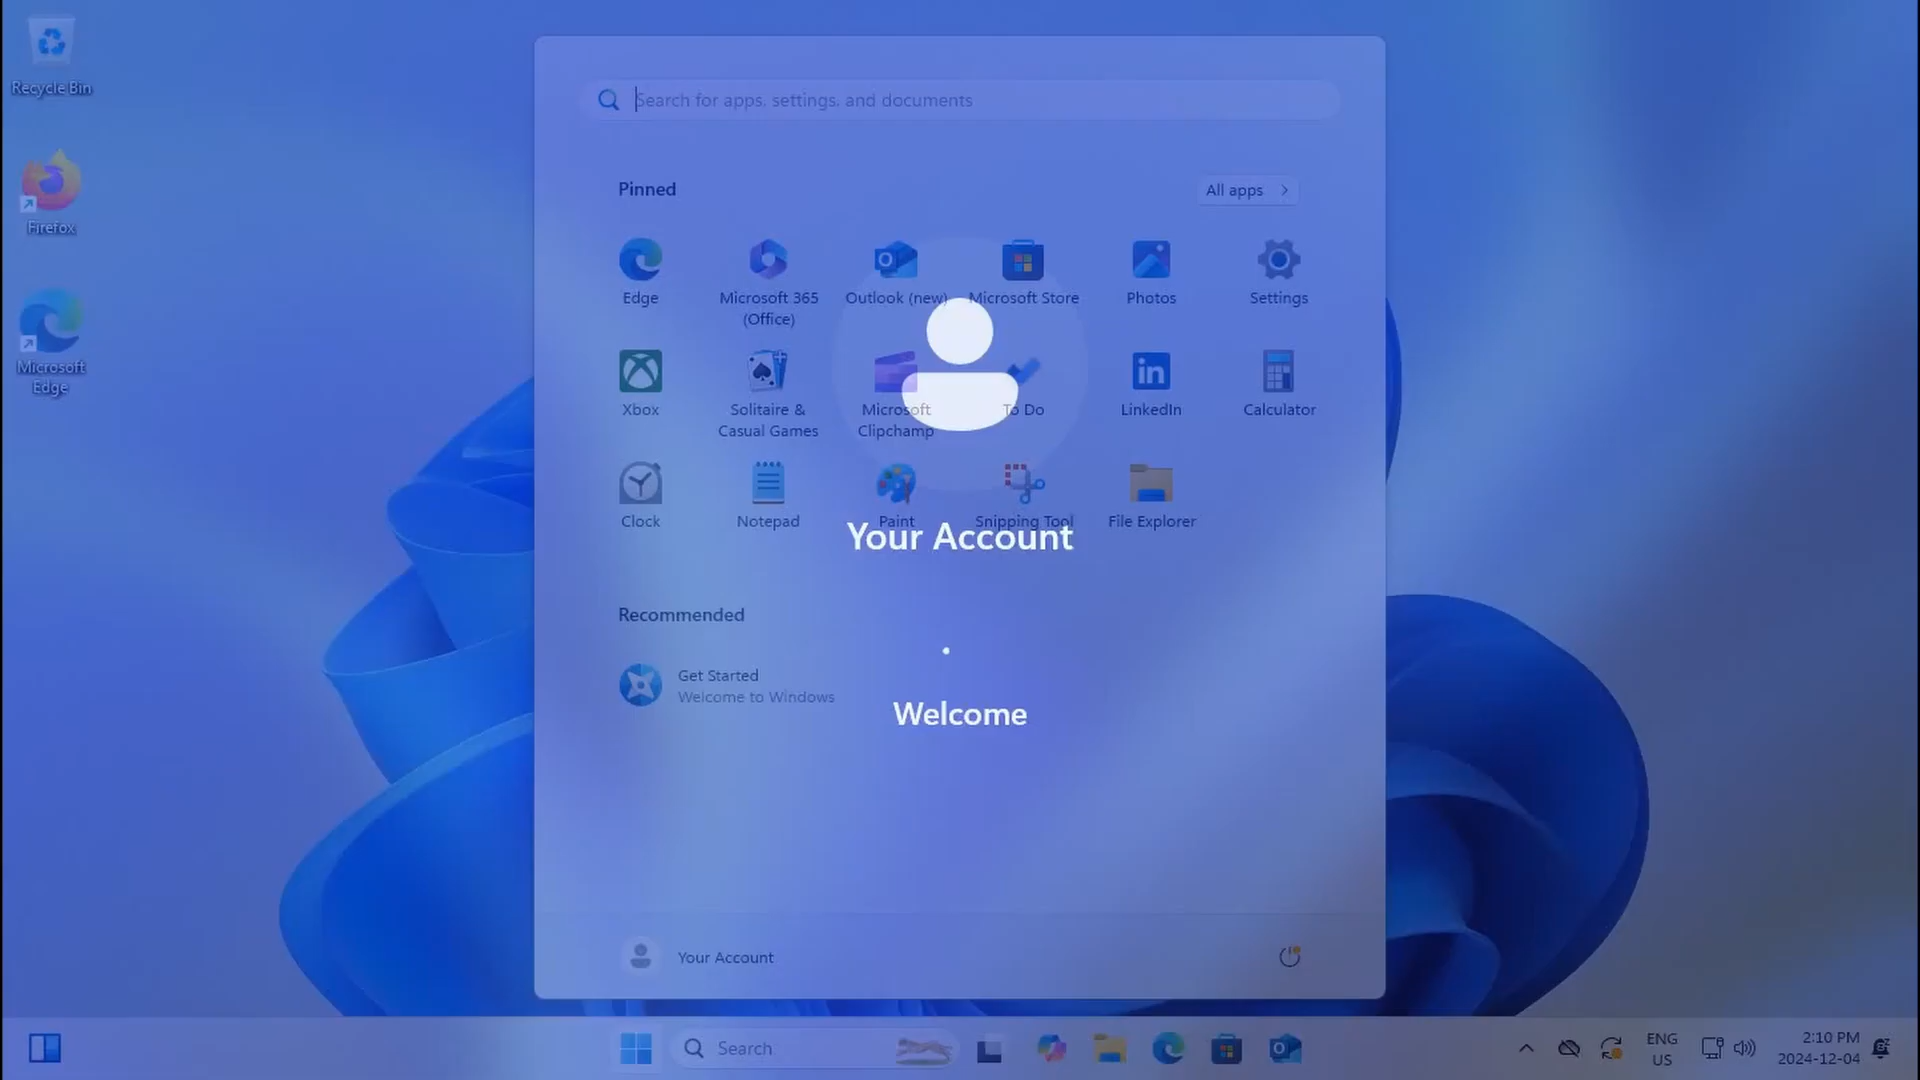 Recycle Bin
Firefox
Microsoft
Edge
Search for apps, settings, and documents
Pinned
All apps
Edge
Microsoft 365
(Office)
Outlook (new)
Microsoft Store
Photos
Settings
Xbox
Solitaire &
Casual Games
Microsoft
Clipchamp
To Do
LinkedIn
Calculator
Clock
Notepad
Paint
Snipping Tool
File Explorer
Your Account
Recommended
Get Started
Welcome to Windows
Welcome
Your Account
Search
ENG
US
2:10 PM
2024-12-04